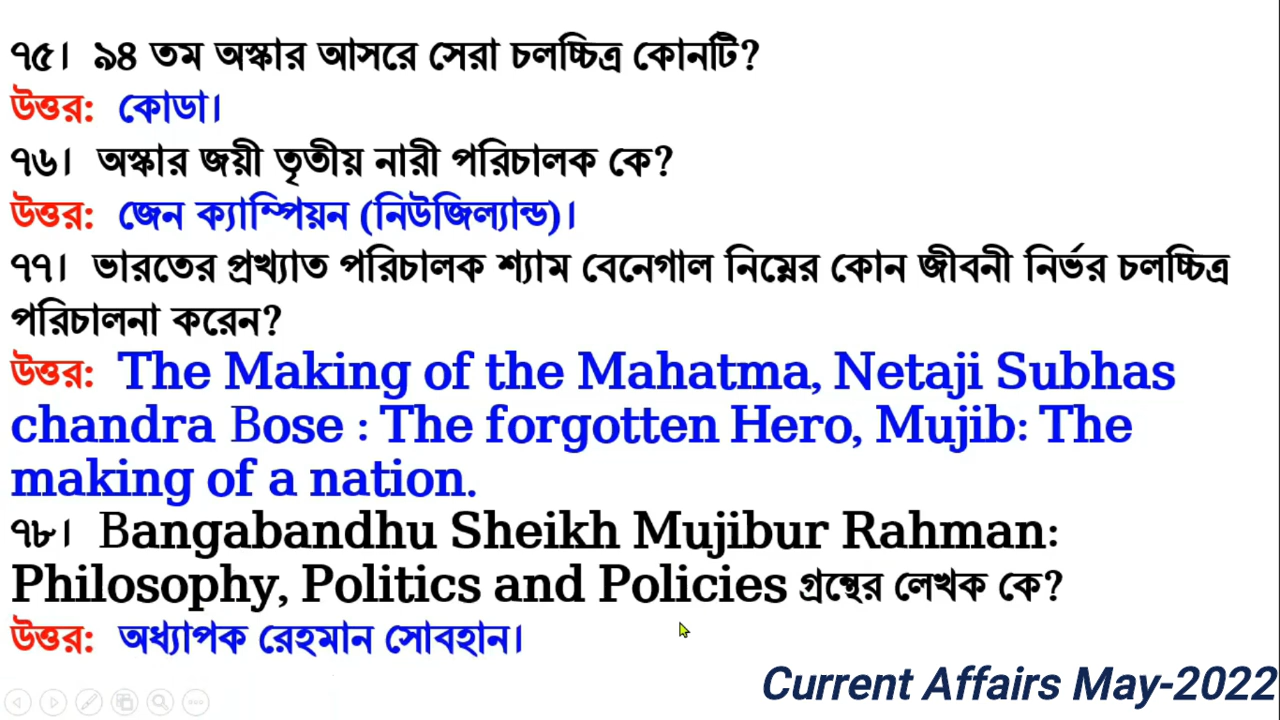 ৭৫। ৯৪ তম অস্কার আসরে সেরা চলচ্চিত্র কোনটি?
উত্তর: কোডা।
৭৬। অস্কার জয়ী তৃতীয় নারী পরিচালক কে?
উত্তর: জেন ক্যাম্পিয়ন (নিউজিল্যান্ড)।
৭৭। ভারতের প্রখ্যাত পরিচালক শ্যাম বেনেগাল নিম্নের কোন জীবনী নির্ভর চলচ্চিত্র
পরিচালনা করেন?
উত্তর: The Making of the Mahatma, Netaji Subhas
chandra Bose : The forgotten Hero, Mujib: The
making of a nation.
৭৮। Bangabandhu Sheikh Mujibur Rahman:
Philosophy, Politics and Policies গ্রন্থের লেখক কে?
উত্তর: অধ্যাপক রেহমান সোবহান।
Current Affairs May-2022